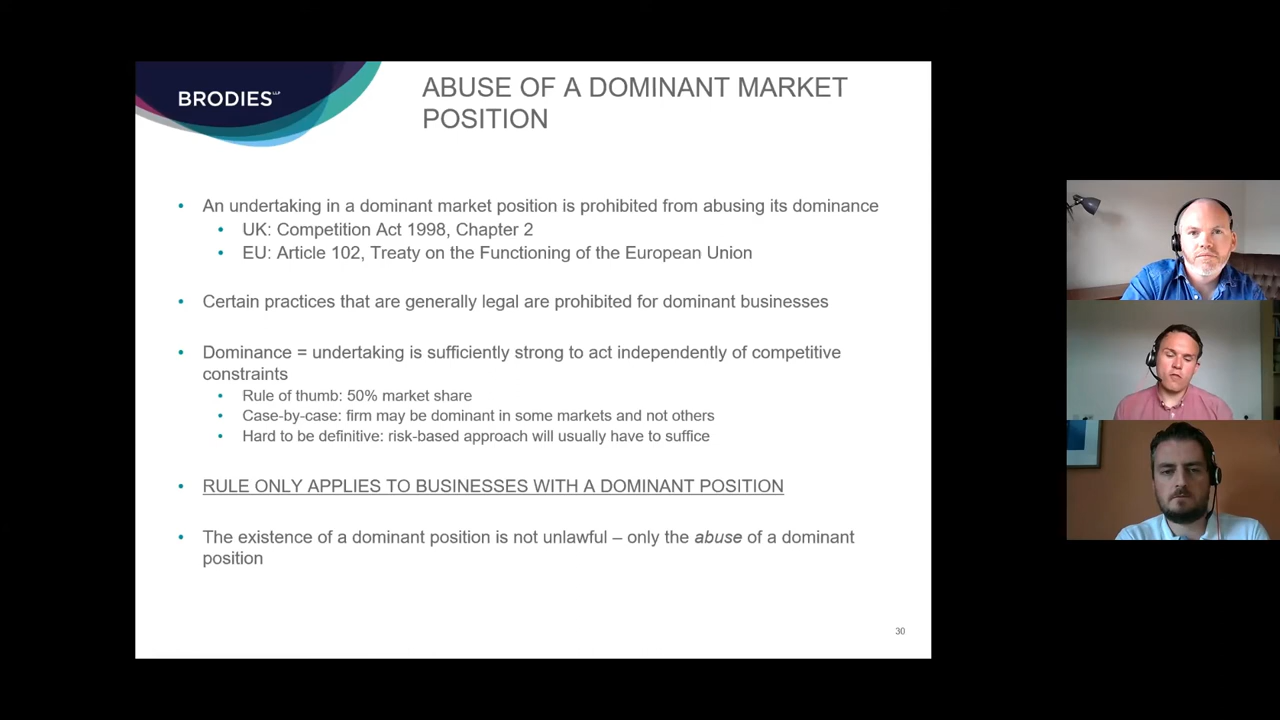 BRODIES LLP
ABUSE OF A DOMINANT MARKET
POSITION
• An undertaking in a dominant market position is prohibited from abusing its dominance
• UK: Competition Act 1998, Chapter 2
• EU: Article 102, Treaty on the Functioning of the European Union
• Certain practices that are generally legal are prohibited for dominant businesses
• Dominance = undertaking is sufficiently strong to act independently of competitive
constraints
• Rule of thumb: 50% market share
• Case-by-case: firm may be dominant in some markets and not others
• Hard to be definitive: risk-based approach will usually have to suffice
• RULE ONLY APPLIES TO BUSINESSES WITH A DOMINANT POSITION
• The existence of a dominant position is not unlawful – only the abuse of a dominant
position
30